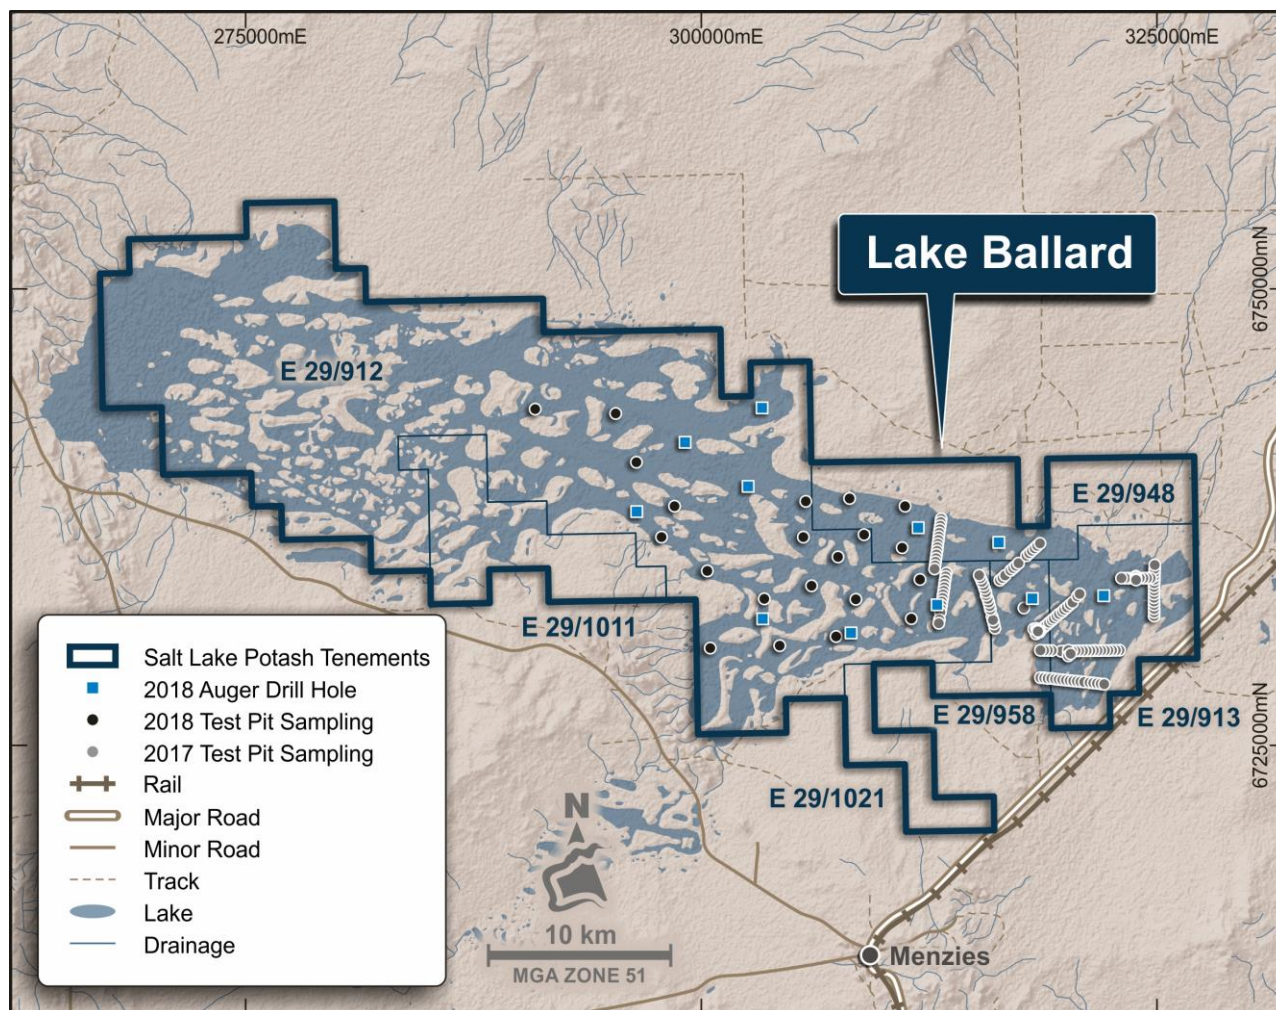 275000mE
300000mE
325000mE
Lake Ballard
6750000mN
E 29/912
E 29/948
E 29/1011
Salt Lake Potash Tenements
2018 Auger Drill Hole
2018 Test Pit Sampling
2017 Test Pit Sampling
Rail
Major Road
Minor Road
Track
Lake
Drainage
E 29/958
E 29/913
6725000mN
E 29/1021
N
10 km
MGA ZONE 51
Menzies